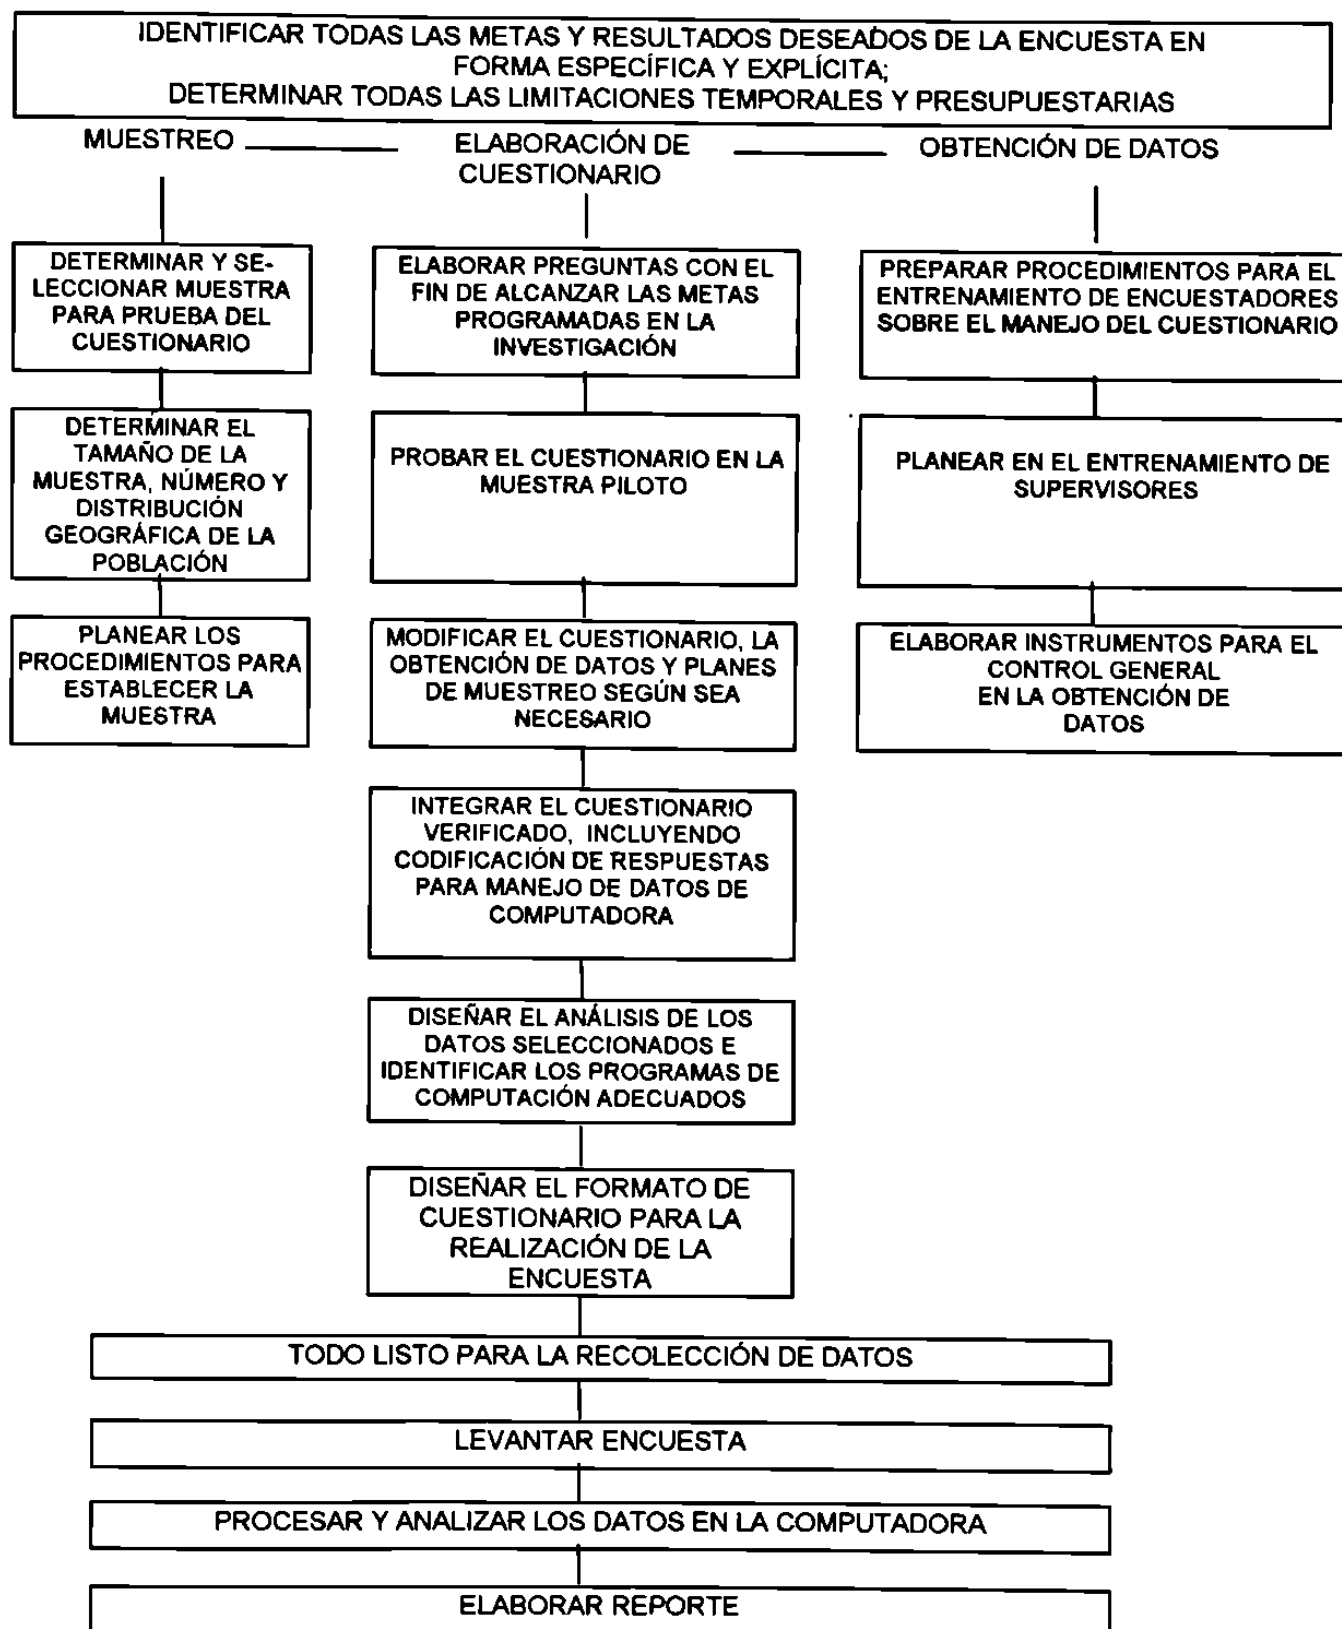 IDENTIFICAR TODAS LAS METAS Y RESULTADOS DESEADOS DE LA ENCUESTA EN
FORMA ESPECÍFICA Y EXPLÍCITA;
DETERMINAR TODAS LAS LIMITACIONES TEMPORALES Y PRESUPUESTARIAS
MUESTREO
ELABORACIÓN DE
CUESTIONARIO
OBTENCIÓN DE DATOS
DETERMINAR Y SE-
LECCIONAR MUESTRA
PARA PRUEBA DEL
CUESTIONARIO
ELABORAR PREGUNTAS CON EL
FIN DE ALCANZAR LAS METAS
PROGRAMADAS EN LA
INVESTIGACIÓN
PREPARAR PROCEDIMIENTOS PARA EL
ENTRENAMIENTO DE ENCUESTADORES
SOBRE EL MANEJO DEL CUESTIONARIO
DETERMINAR EL
TAMAÑO DE LA
MUESTRA, NÚMERO Y
DISTRIBUCIÓN
GEOGRÁFICA DE LA
POBLACIÓN
PROBAR EL CUESTIONARIO EN LA
MUESTRA PILOTO
PLANEAR EN EL ENTRENAMIENTO DE
SUPERVISORES
PLANEAR LOS
PROCEDIMIENTOS PARA
ESTABLECER LA
MUESTRA
MODIFICAR EL CUESTIONARIO, LA
OBTENCIÓN DE DATOS Y PLANES
DE MUESTREO SEGÚN SEA
NECESARIO
ELABORAR INSTRUMENTOS PARA EL
CONTROL GENERAL
EN LA OBTENCIÓN DE
DATOS
INTEGRAR EL CUESTIONARIO
VERIFICADO, INCLUYENDO
CODIFICACIÓN DE RESPUESTAS
PARA MANEJO DE DATOS DE
COMPUTADORA
DISEÑAR EL ANÁLISIS DE LOS
DATOS SELECCIONADOS E
IDENTIFICAR LOS PROGRAMAS DE
COMPUTACIÓN ADECUADOS
DISEÑAR EL FORMATO DE
CUESTIONARIO PARA LA
REALIZACIÓN DE LA
ENCUESTA
TODO LISTO PARA LA RECOLECCIÓN DE DATOS
LEVANTAR ENCUESTA
PROCESAR Y ANALIZAR LOS DATOS EN LA COMPUTADORA
ELABORAR REPORTE